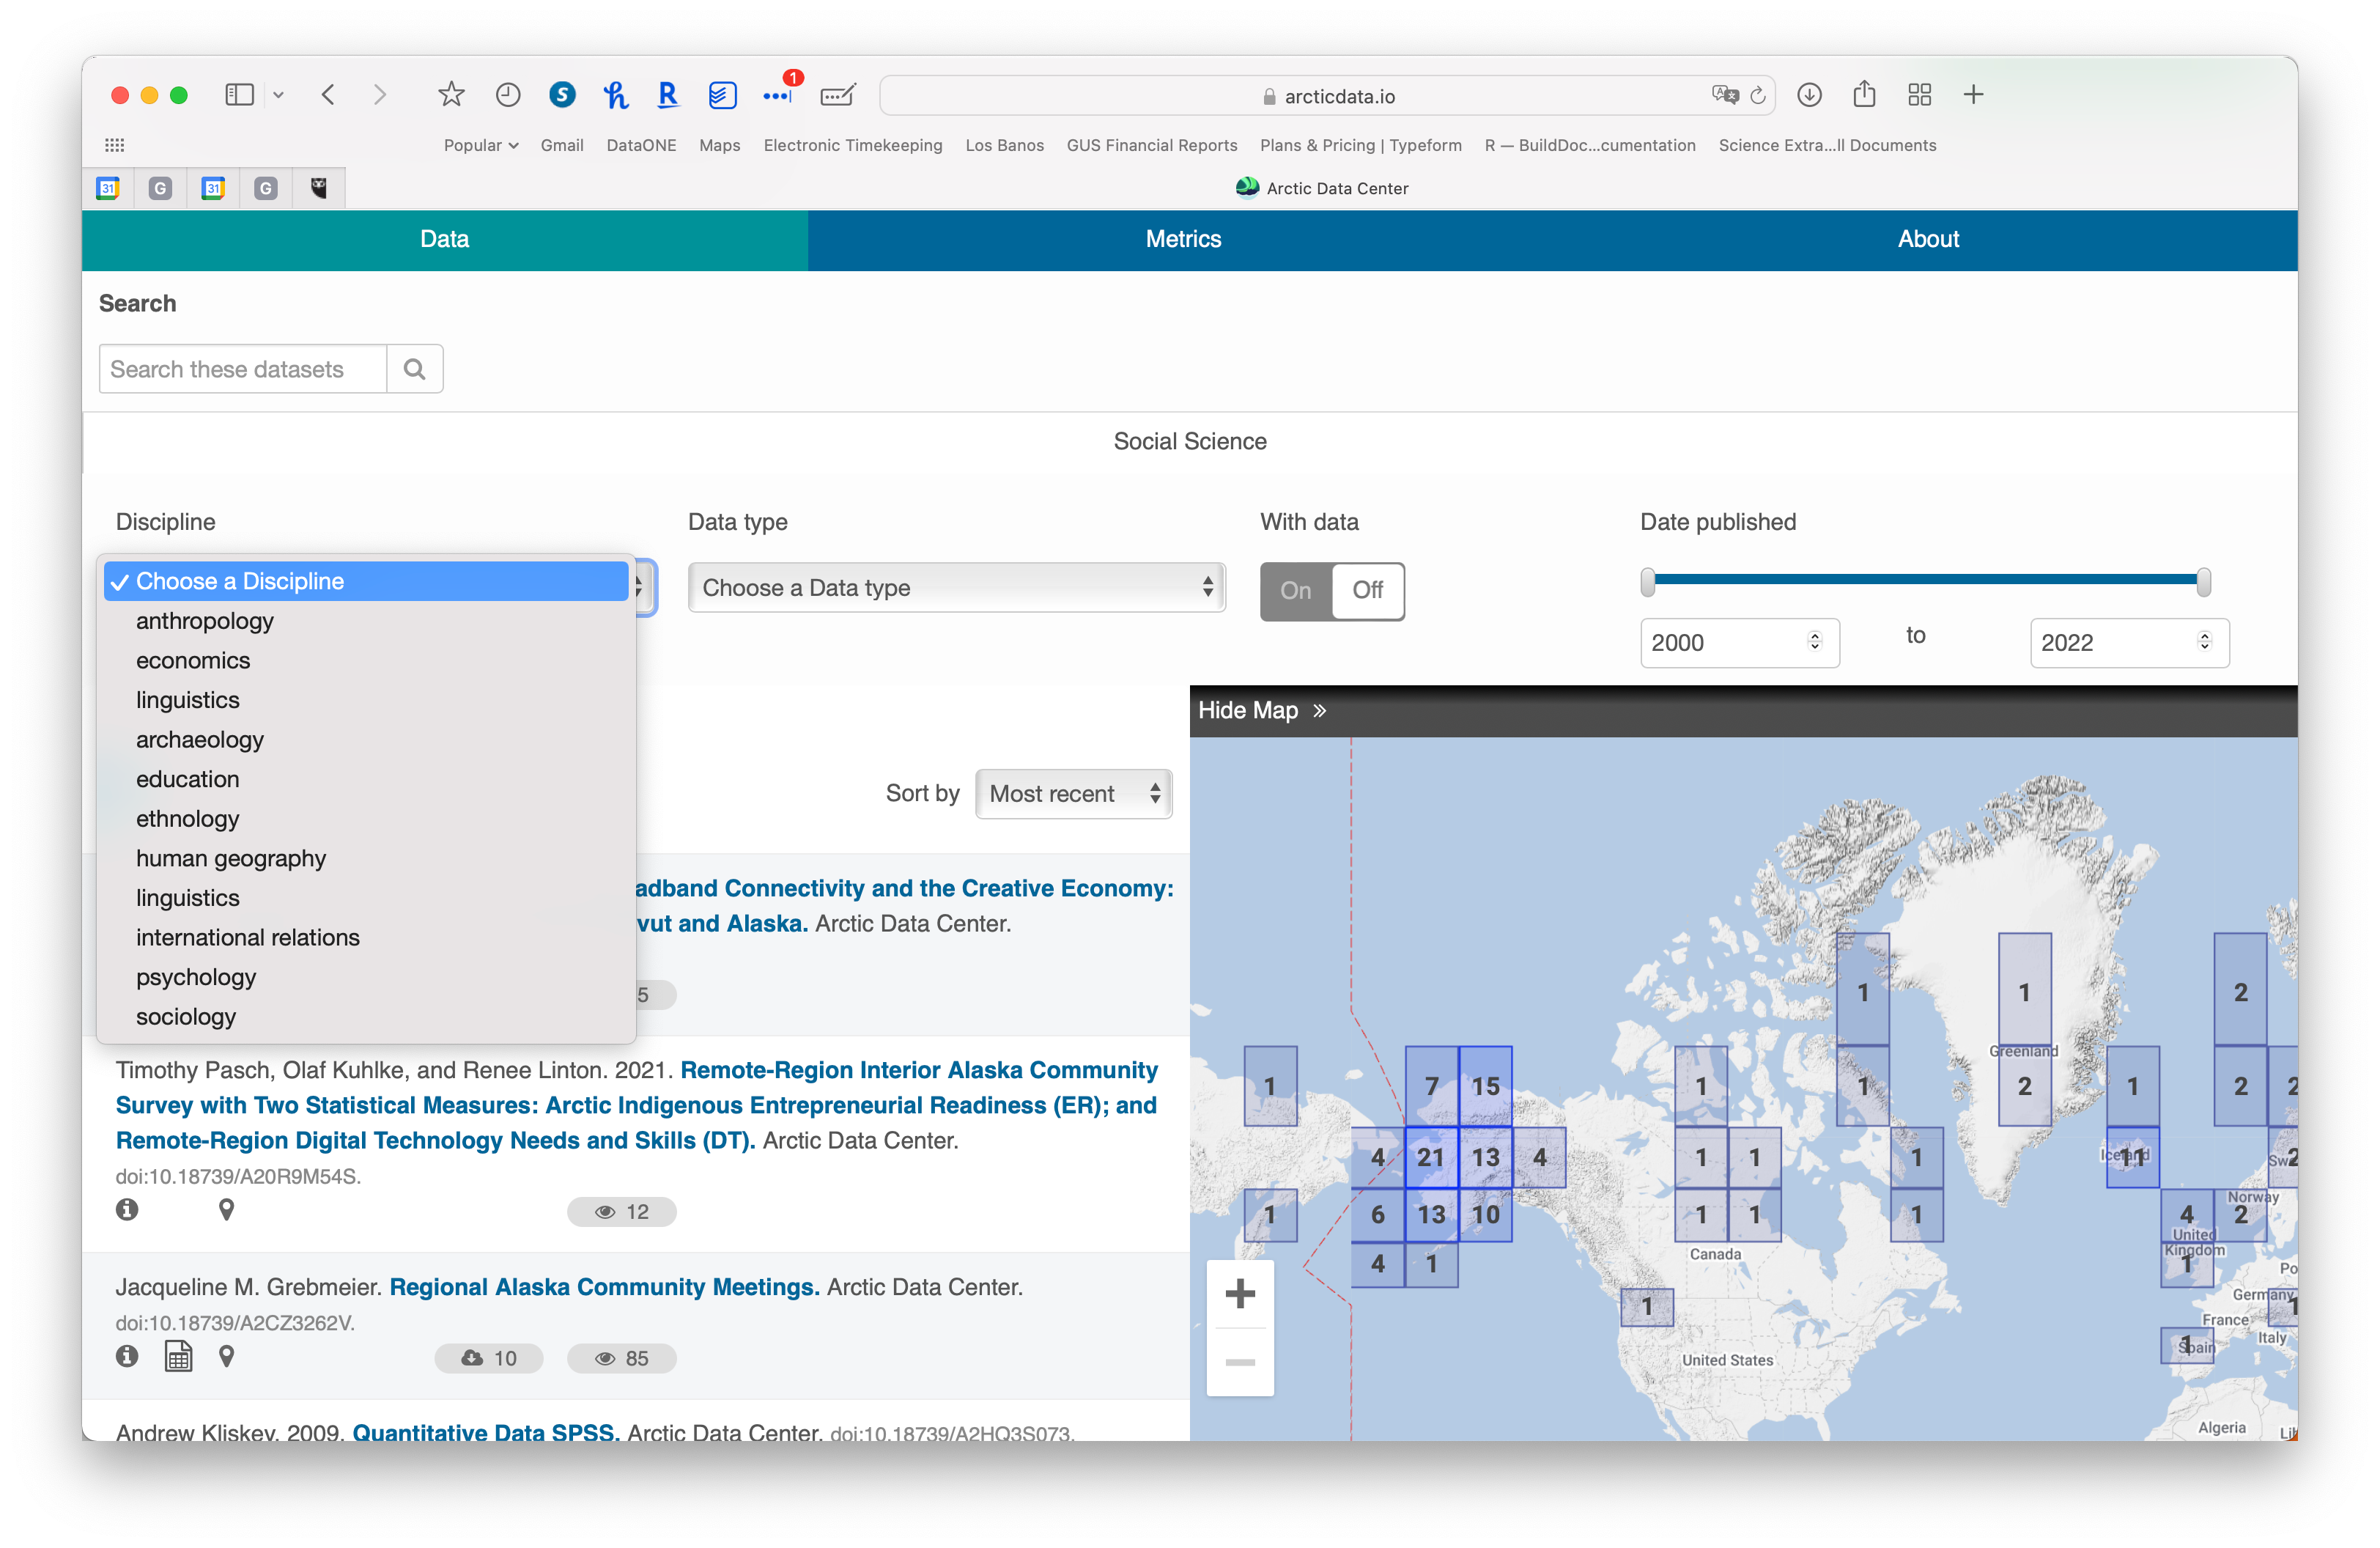 1
arcticdata.io
Popular Gmail DataONE Maps Electronic Timekeeping Los Banos GUS Financial Reports Plans & Pricing | Typeform R — BuildDoc...cumentation Science Extra...ll Documents
31 G 31 G Arctic Data Center
Data Metrics About
Search
Search these datasets
Social Science
Discipline Data type With data Date published
Choose a Discipline
Choose a Data type
On Off
2000 to 2022
anthropology
economics
linguistics
archaeology
education
ethnology
human geography
linguistics
international relations
psychology
sociology
Hide Map »
Sort by Most recent
adband Connectivity and the Creative Economy:
vut and Alaska. Arctic Data Center.
5
Timothy Pasch, Olaf Kuhlke, and Renee Linton. 2021. Remote-Region Interior Alaska Community
Survey with Two Statistical Measures: Arctic Indigenous Entrepreneurial Readiness (ER); and
Remote-Region Digital Technology Needs and Skills (DT). Arctic Data Center.
doi:10.18739/A20R9M54S.
12
Jacqueline M. Grebmeier. Regional Alaska Community Meetings. Arctic Data Center.
doi:10.18739/A2CZ3262V.
10 85
Andrew Kliskey. 2009. Quantitative Data SPSS. Arctic Data Center. doi:10.18739/A2HQ3S073.
1 1 2
Greenland
1 7 15 1 1 2 1 2 2
4 21 13 4 1 1 1 Iceland 11 Sw 2
Norway
1 6 13 10 1 1 1 4 2
United
Kingdom
Canada
4 1 1
Po
Germany
1 1
France
Italy
1
Spain
United States
Algeria